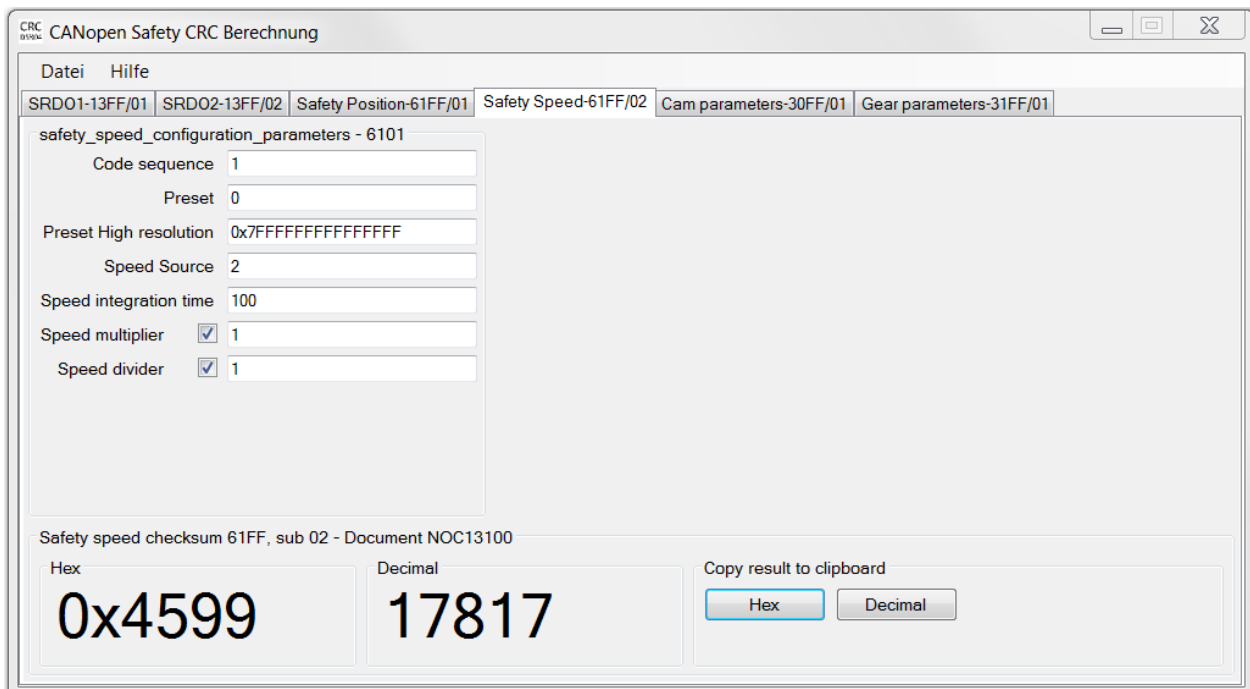 CRC CANopen Safety CRC Berechnung
Datei Hilfe
SRDO1-13FF/01 SRDO2-13FF/02 Safety Position-61FF/01 Safety Speed-61FF/02 Cam parameters-30FF/01 Gear parameters-31FF/01
safety_speed_configuration_parameters - 6101
Code sequence 1
Preset 0
Preset High resolution 0x7FFFFFFFFFFFFFFF
Speed Source 2
Speed integration time 100
Speed multiplier 1
Speed divider 1
Safety speed checksum 61FF, sub 02 - Document NOC13100
Hex Decimal Copy result to clipboard
0x4599 17817 Hex Decimal